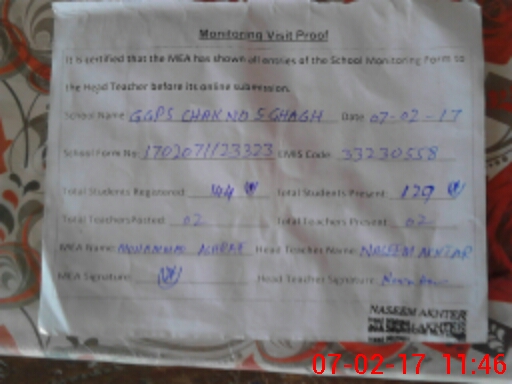 Monitoring Visit Proof
It is certified that the MEA has shown all entries of the School Monitoring Form to
the Head Teacher before its online submission.
School Name GGPS CHAK NO 5 GHAGH Date 07-02-17
School Form No: 1702071123323 EMIS Code: 33230558
Total Students Registered: 44 Total Students Present: 129
Total Teachers Posted: 02 Total Teachers Present: 02
MEA Name: MOHAMMAD Head Teacher Name: NASEEM AKHTAR
MEA Signature: Head Teacher Signature:
NASEEM AKHTER
07-02-17 11:46